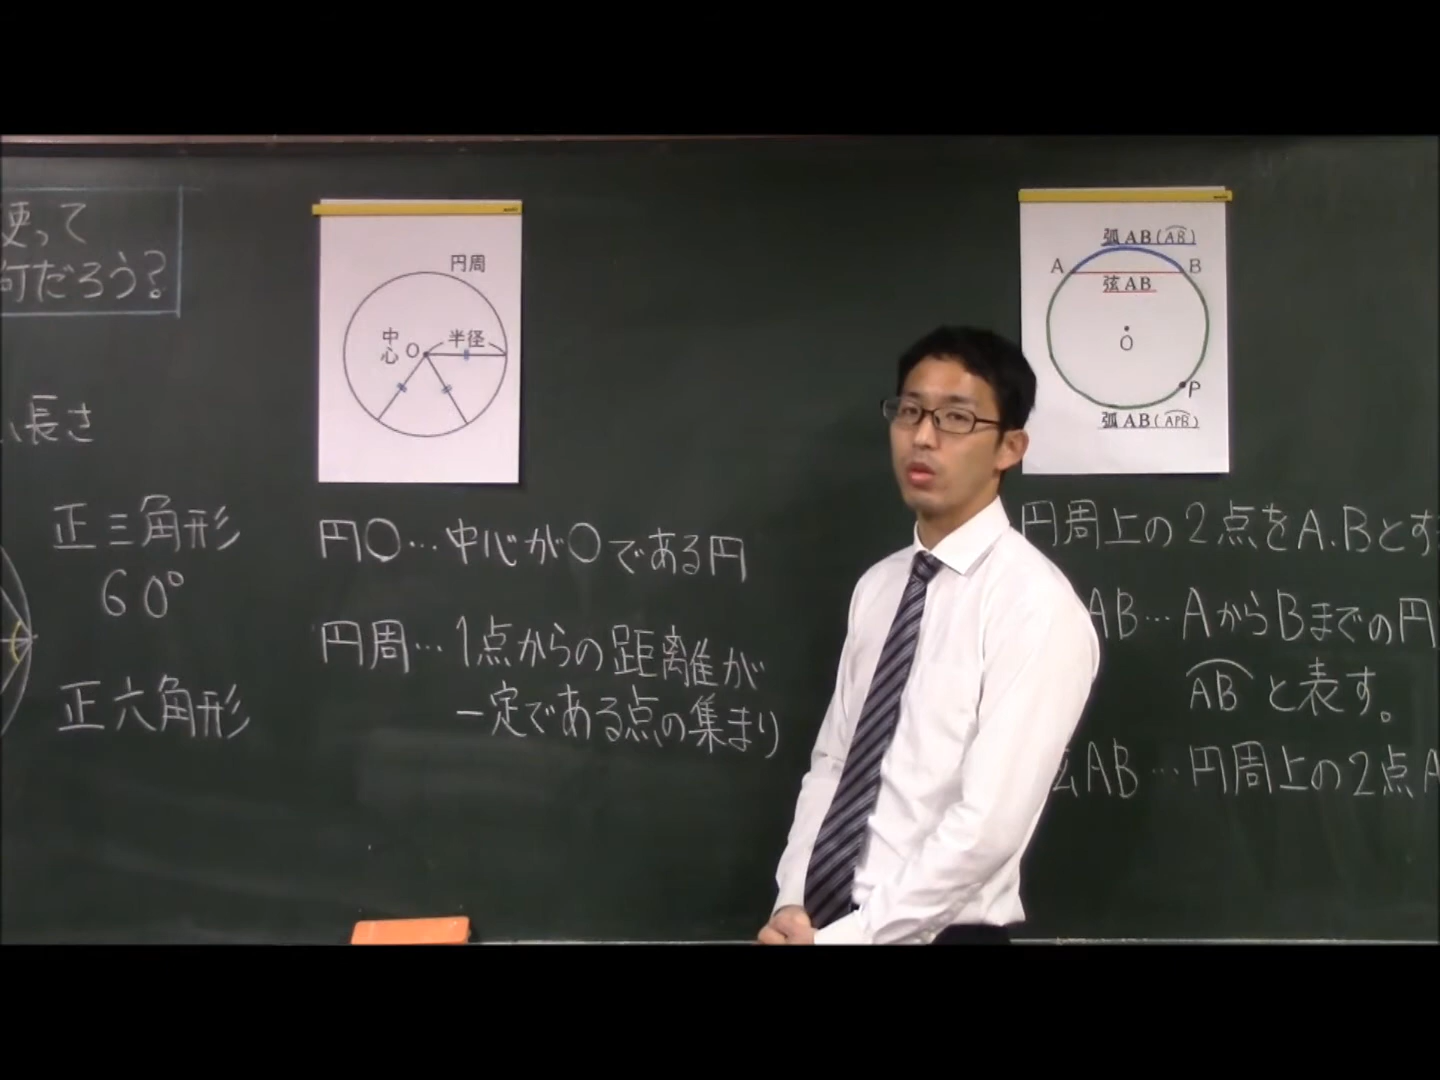 使って
何だろう?
長さ
正三角形
60°
正六角形
円周
中心
O
半径
円O…中心がOである円
円周…1点からの距離が
一定である点の集まり
弧AB(AB)
A
B
弦AB
O
P
弧AB(APB)
円周上の2点をA.Bとす
AB…AからBまでの円
ABと表す。
弦AB…円周上の2点A